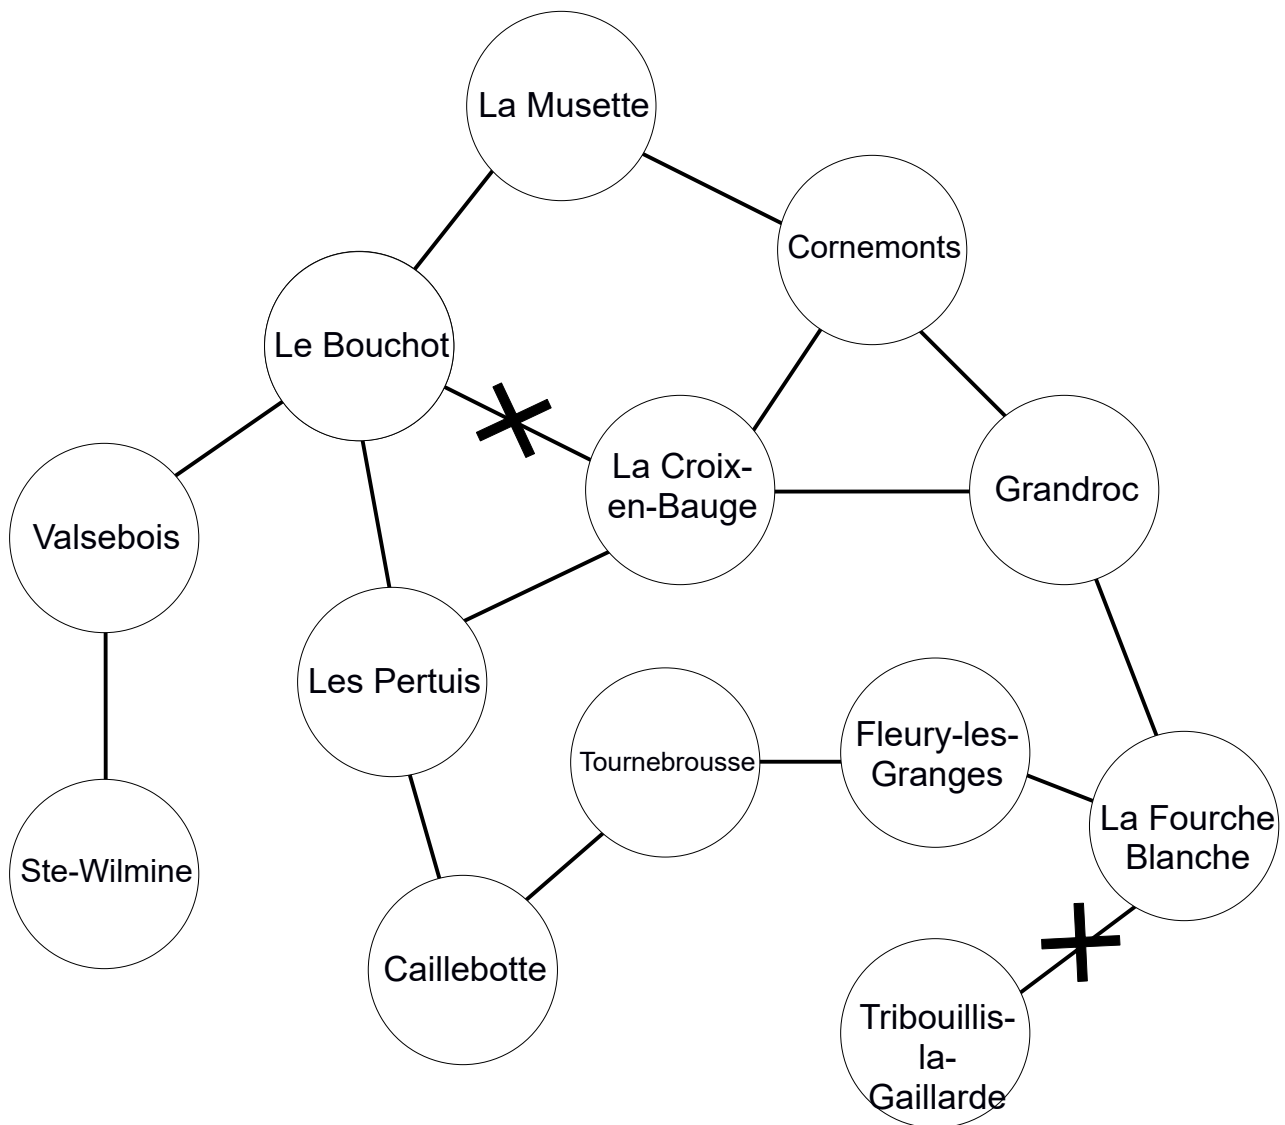 La Musette
Cornemonts
Le Bouchot
La Croix-
en-Bauge
Grandroc
Valsebois
Les Pertuis
Tournebrousse
Fleury-les-
Granges
La Fourche
Blanche
Ste-Wilmine
Caillebotte
Tribouillis-
la-
Gaillarde